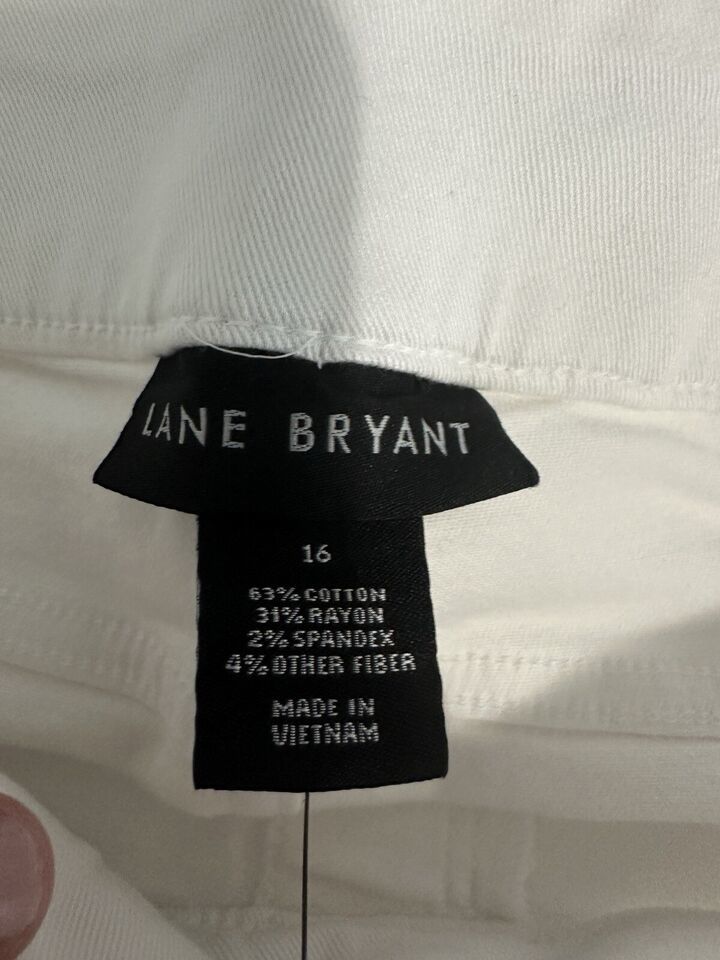 LANE BRYANT
16
63% COTTON
31% RAYON
2% SPANDEX
4% OTHER FIBER
MADE IN
VIETNAM